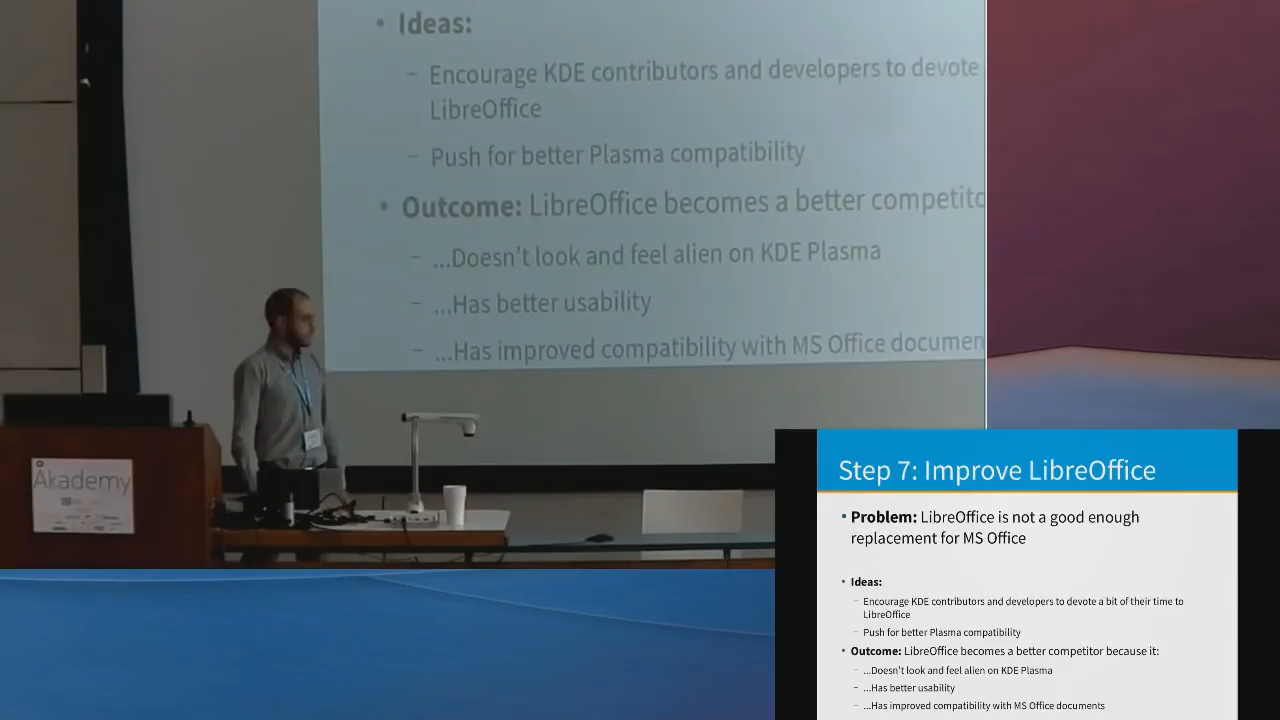 Ideas:
Encourage KDE contributors and developers to devote
LibreOffice
Push for better Plasma compatibility
Outcome: LibreOffice becomes a better
...Doesn't look and feel alien on KDE Plasma
...Has better usability
...Has improved compatibility with MS Office
Akademy
Step 7: Improve LibreOffice
Problem: LibreOffice is not a good enough
replacement for MS Office
Ideas:
Encourage KDE contributors and developers to devote a bit of their time to
LibreOffice
Push for better Plasma compatibility
Outcome: LibreOffice becomes a better competitor because it:
...Doesn't look and feel alien on KDE Plasma
...Has better usability
...Has improved compatibility with MS Office documents